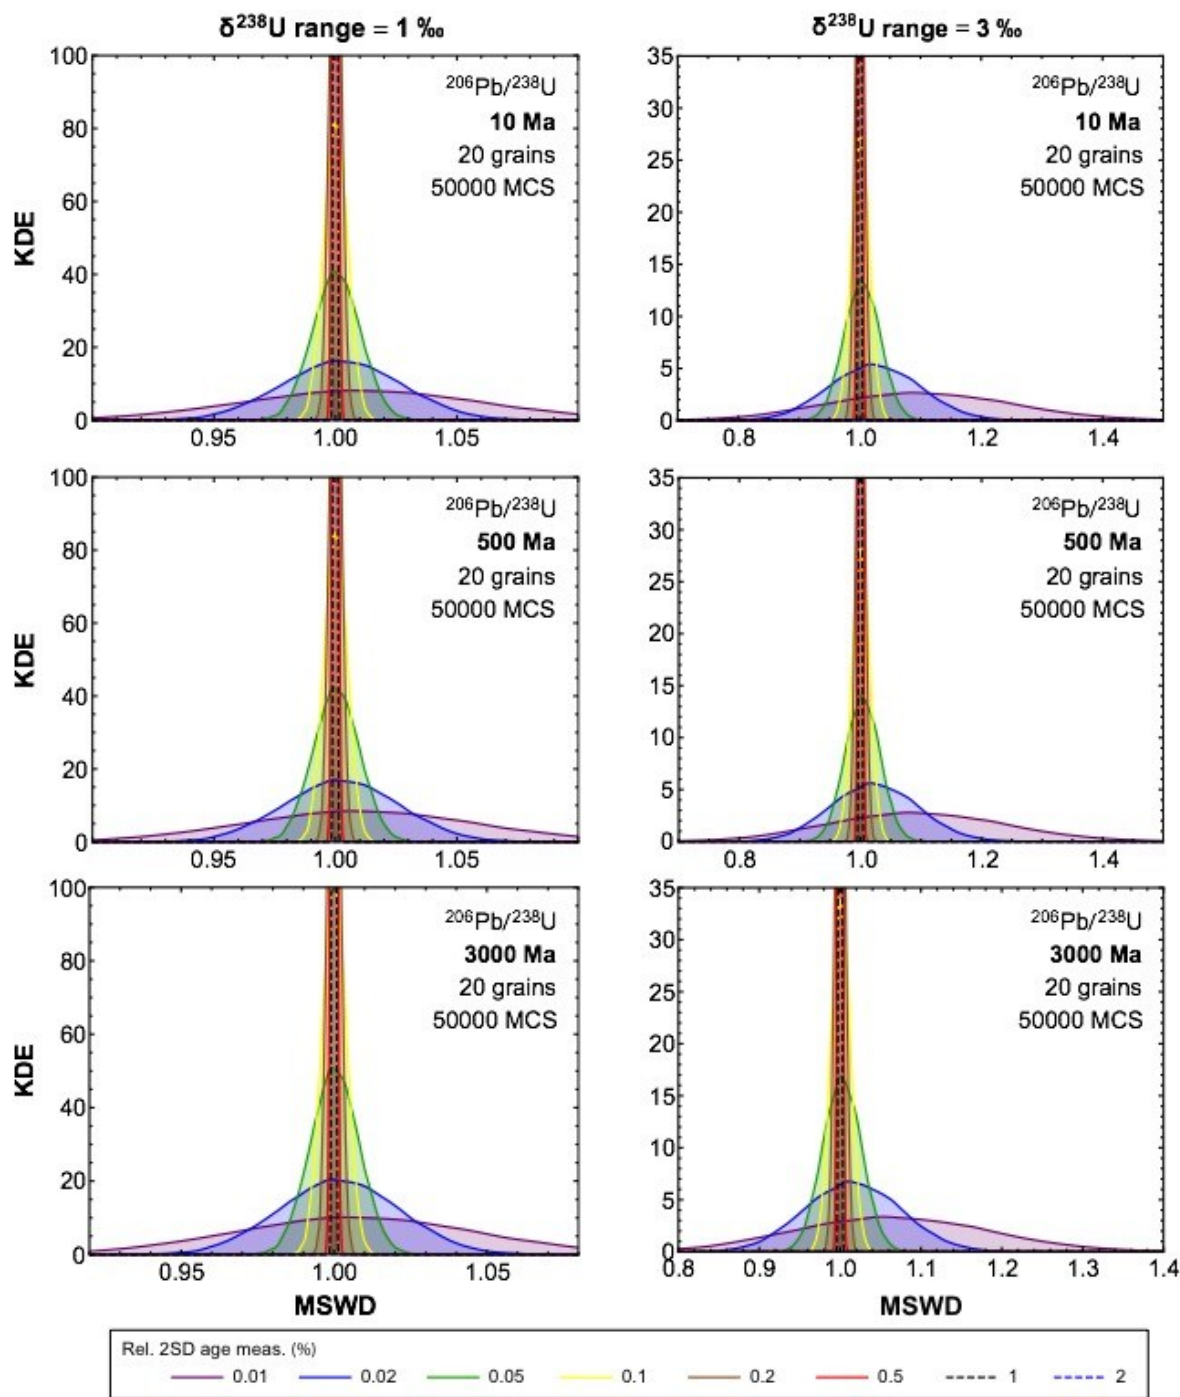 δ²³⁸U range = 1 ‰
δ²³⁸U range = 3 ‰
100
80
60
40
20
0
KDE
0.95
1.00
1.05
²⁰⁶Pb/²³⁸U
10 Ma
20 grains
50000 MCS
35
30
25
20
15
10
5
0
0.8
1.0
1.2
1.4
²⁰⁶Pb/²³⁸U
10 Ma
20 grains
50000 MCS
100
80
60
40
20
0
KDE
0.95
1.00
1.05
²⁰⁶Pb/²³⁸U
500 Ma
20 grains
50000 MCS
35
30
25
20
15
10
5
0
0.8
1.0
1.2
1.4
²⁰⁶Pb/²³⁸U
500 Ma
20 grains
50000 MCS
100
80
60
40
20
0
KDE
0.95
1.00
1.05
MSWD
²⁰⁶Pb/²³⁸U
3000 Ma
20 grains
50000 MCS
35
30
25
20
15
10
5
0
0.8
0.9
1.0
1.1
1.2
1.3
1.4
MSWD
²⁰⁶Pb/²³⁸U
3000 Ma
20 grains
50000 MCS
Rel. 2SD age meas. (%)
0.01 0.02 0.05 0.1 0.2 0.5 1 2